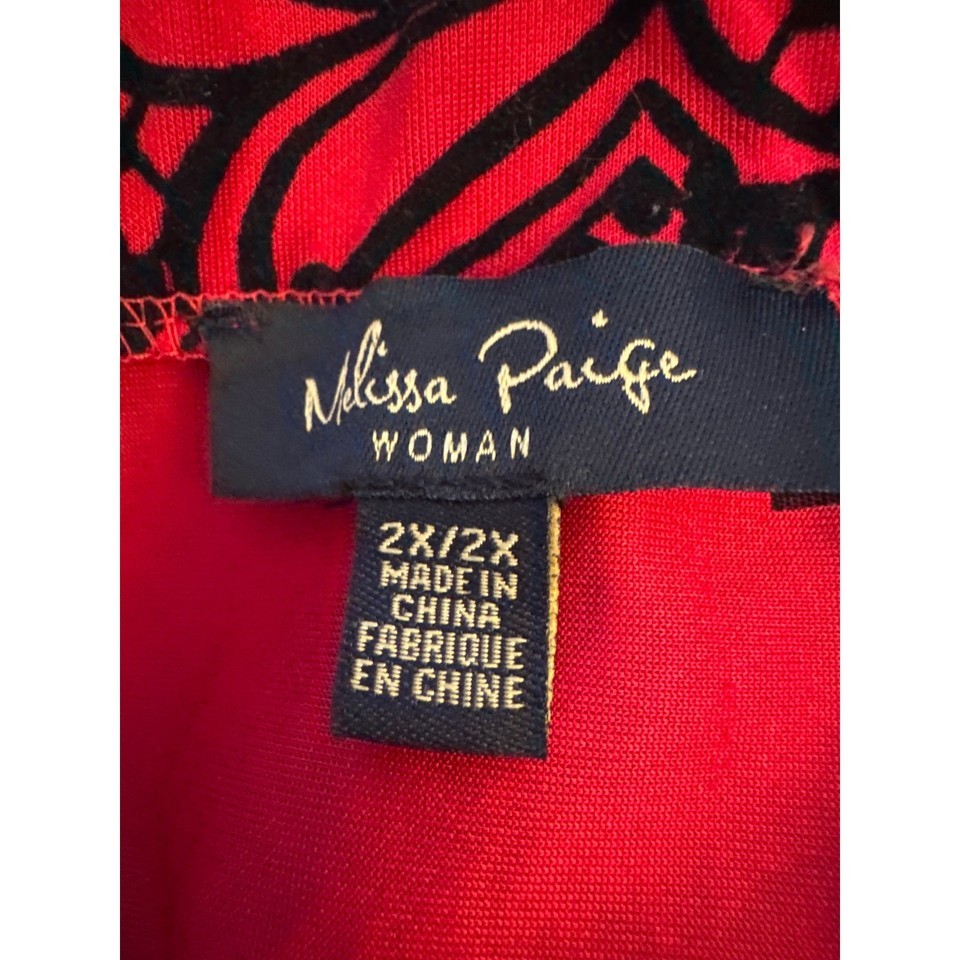 Melissa Paige
WOMAN
2X/2X
MADE IN
CHINA
FABRIQUE
EN CHINE